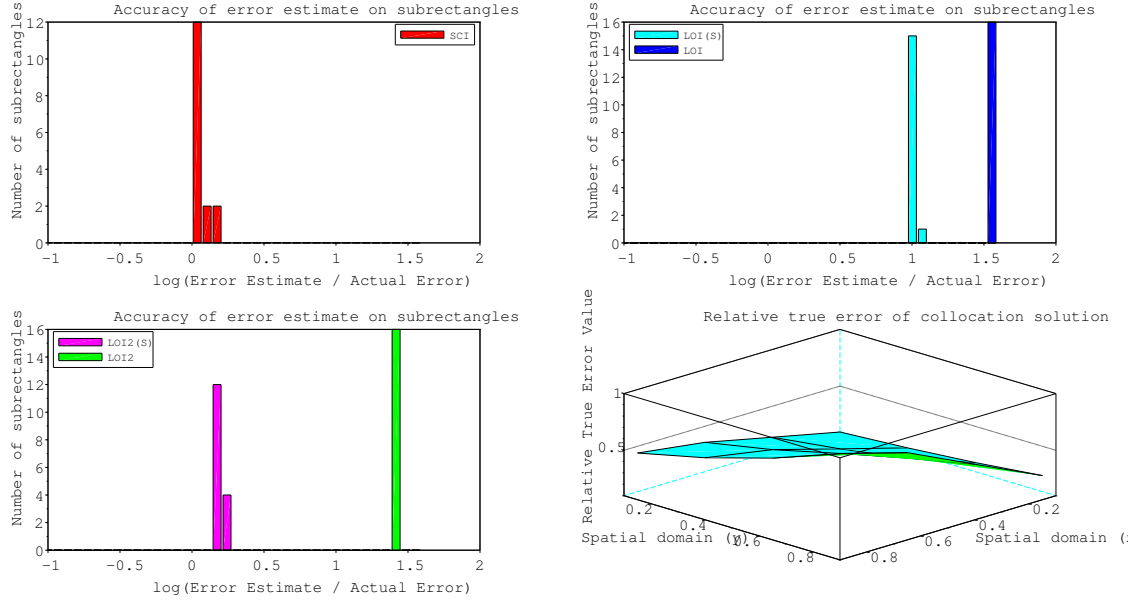 Accuracy of error estimate on subrectangles
Number of subrectangles
12
10
8
6
4
2
0
SCI
-1 -0.5 0 0.5 1 1.5 2
log(Error Estimate / Actual Error)
Accuracy of error estimate on subrectangles
Number of subrectangles
16
14
12
10
8
6
4
2
0
LOI(S)
LOI
-1 -0.5 0 0.5 1 1.5 2
log(Error Estimate / Actual Error)
Accuracy of error estimate on subrectangles
Number of subrectangles
16
14
12
10
8
6
4
2
0
LOI2(S)
LOI2
-1 -0.5 0 0.5 1 1.5 2
log(Error Estimate / Actual Error)
Relative true error of collocation solution
Relative True Error Value
1
0.5
0.2 0.4 0.6 0.8
Spatial domain (y)
0.8 0.6 0.4 0.2
Spatial domain (